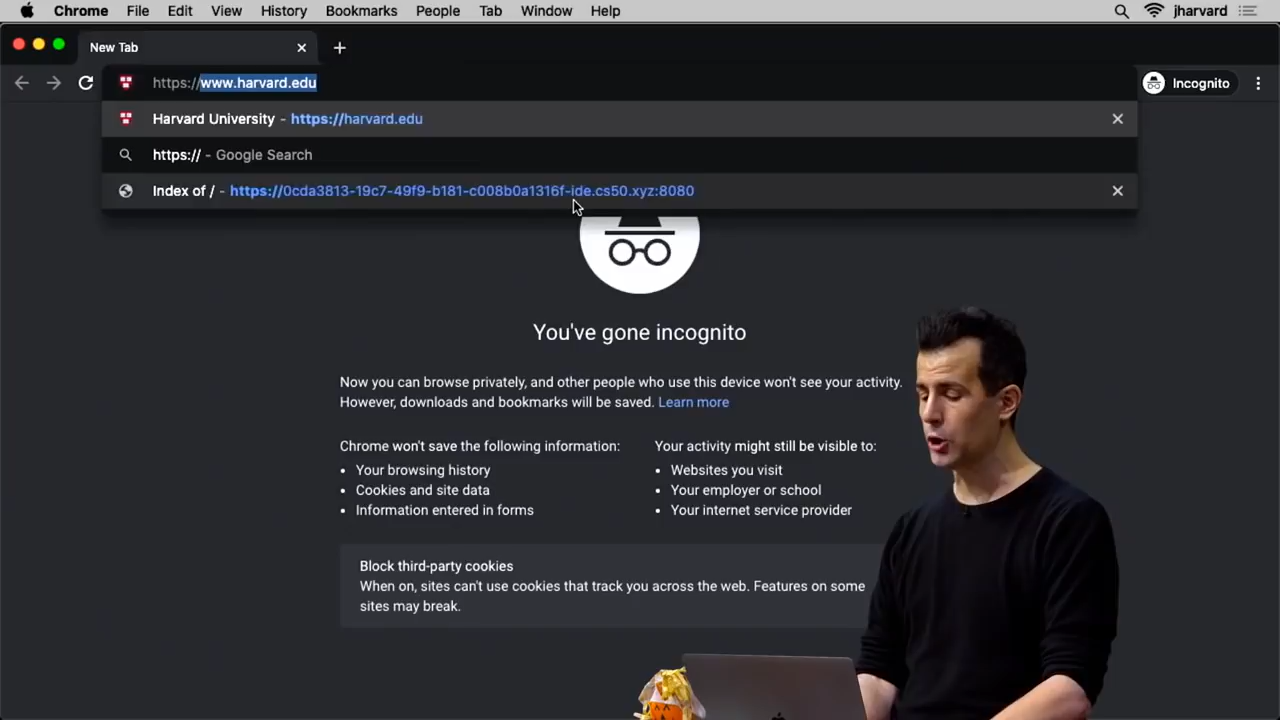 Chrome File Edit View History Bookmarks People Tab Window Help jharvard
New Tab
https://www.harvard.edu
Incognito
Harvard University - https://harvard.edu
https:// - Google Search
Index of / - https://0cda3813-19c7-49f9-b181-c008b0a1316f-ide.cs50.xyz:8080
You've gone incognito
Now you can browse privately, and other people who use this device won't see your activity.
However, downloads and bookmarks will be saved. Learn more
Chrome won't save the following information:
• Your browsing history
• Cookies and site data
• Information entered in forms
Your activity might still be visible to:
• Websites you visit
• Your employer or school
• Your internet service provider
Block third-party cookies
When on, sites can't use cookies that track you across the web. Features on some
sites may break.